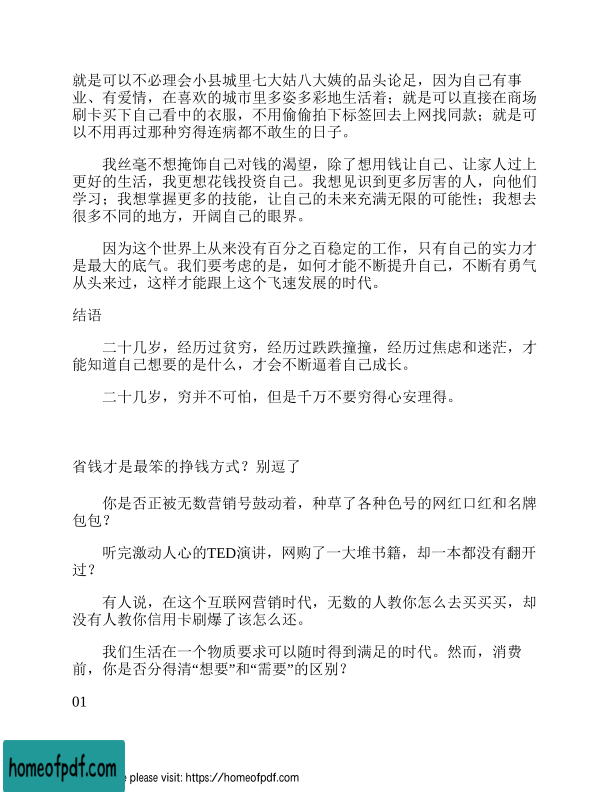 就是可以不必理会小县城里七大姑八大姨的品头论足，因为自己有事
业、有爱情，在喜欢的城市里多姿多彩地生活着；就是可以直接在商场
刷卡买下自己看中的衣服，不用偷偷拍下标签回去上网找同款；就是可
以不用再过那种穷得连病都不敢生的日子。
我丝毫不想掩饰自己对钱的渴望，除了想用钱让自己、让家人过上
更好的生活，我更想花钱投资自己。我想见识到更多厉害的人，向他们
学习；我想掌握更多的技能，让自己的未来充满无限的可能性；我想去
很多不同的地方，开阔自己的眼界。
因为这个世界上从来没有百分之百稳定的工作，只有自己的实力才
是最大的底气。我们要考虑的是，如何才能不断提升自己，不断有勇气
从头来过，这样才能跟上这个飞速发展的时代。
结语
二十几岁，经历过贫穷，经历过跌跌撞撞，经历过焦虑和迷茫，才
能知道自己想要的是什么，才会不断逼着自己成长。
二十几岁，穷并不可怕，但是千万不要穷得心安理得。
省钱才是最笨的挣钱方式？别逗了
你是否正被无数营销号鼓动着，种草了各种色号的网红口红和名牌
包包？
听完激动人心的TED演讲，网购了一大堆书籍，却一本都没有翻开
过？
有人说，在这个互联网营销时代，无数的人教你怎么去买买买，却
没有人教你信用卡刷爆了该怎么还。
我们生活在一个物质要求可以随时得到满足的时代。然而，消费
前，你是否分得清“想要”和“需要”的区别？
01
homeofpdf.com
e please visit: https://homeofpdf.com